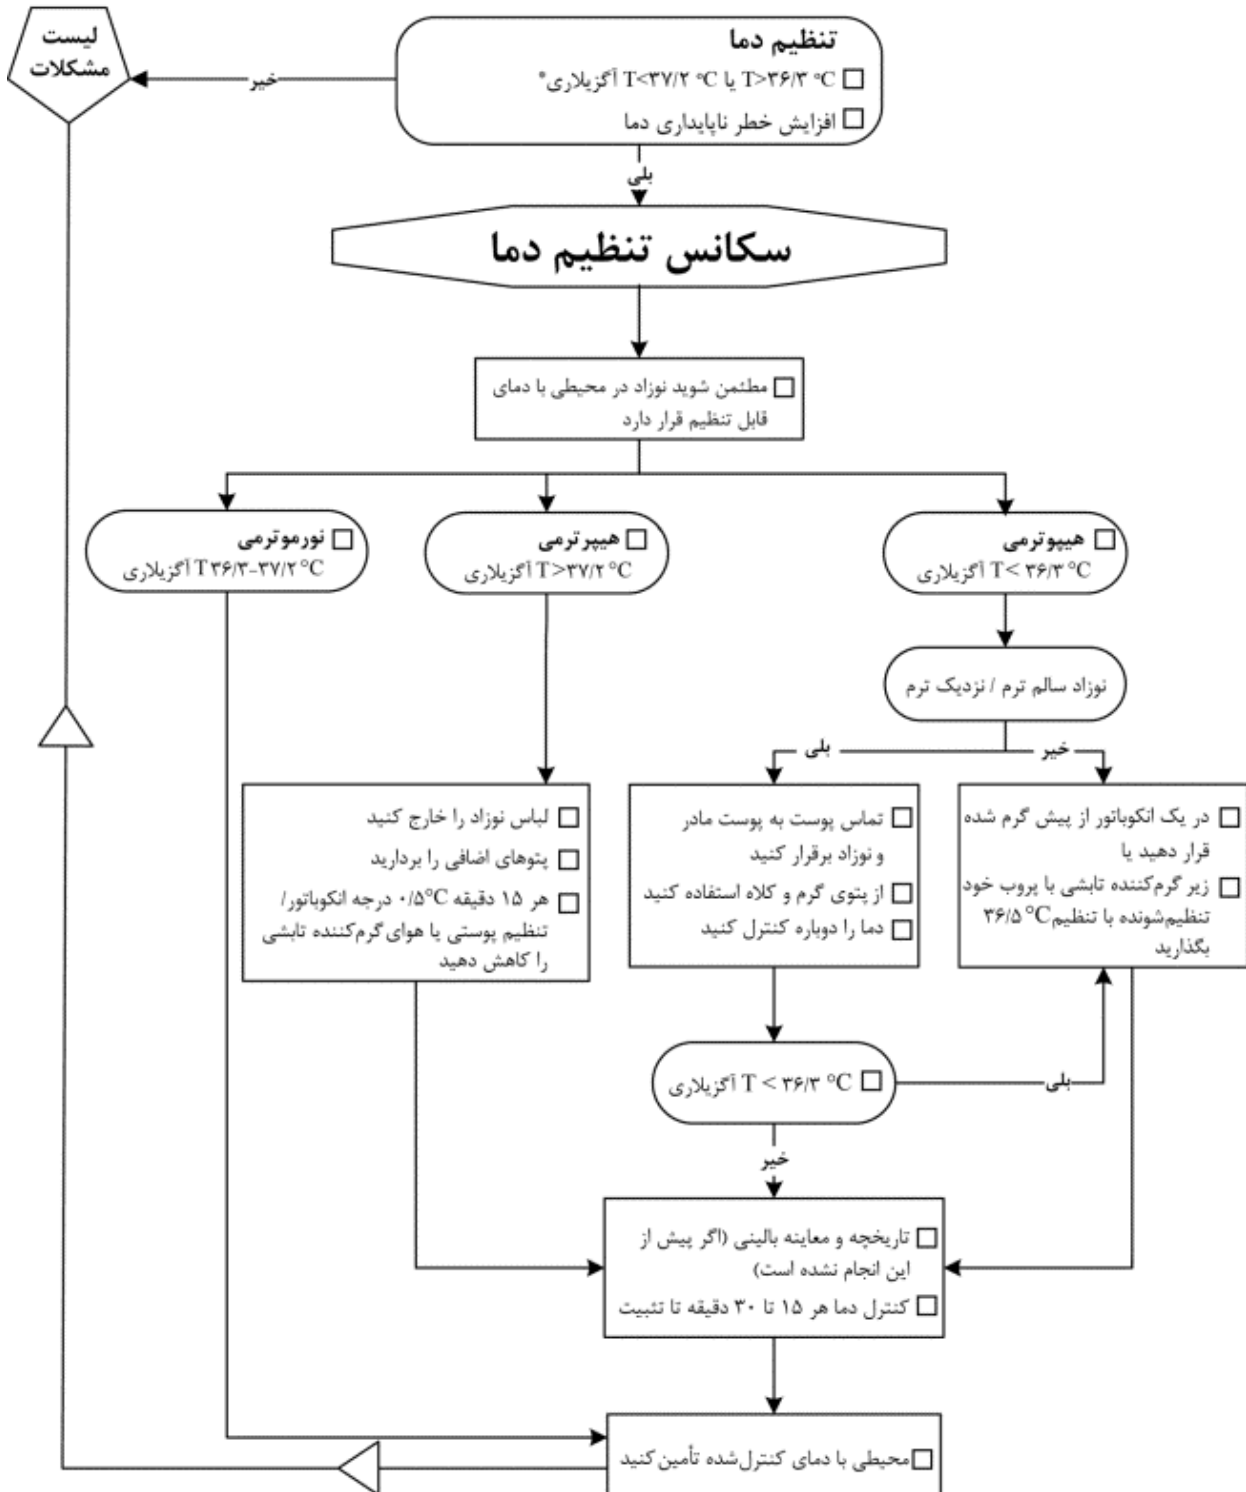 لیست
مشکلات
تنظیم دما
T>۳۶/۳ °C یا T<۳۷/۲ °C آگزیلاری*
افزایش خطر ناپایداری دما
خیر
بلی
سکانس تنظیم دما
مطئمن شوید نوزاد در محیطی با دمای
قابل تنظیم قرار دارد
هیپوترمی
T< ۳۶/۳ °C آگزیلاری
هیپرترمی
T >۳۷/۲ °C آگزیلاری
نورموترمی
T ۳۶/۳-۳۷/۲ °C آگزیلاری
نوزاد سالم ترم / نزدیک ترم
خیر
بلی
در یک انکوباتور از پیش گرم شده
قرار دهید یا
زیر گرم‌کننده تابشی با پروب خود
تنظیم‌شونده با تنظیم ۳۶/۵ °C
بگذارید
تماس پوست به پوست مادر
و نوزاد برقرار کنید
از پتوی گرم و کلاه استفاده کنید
دما را دوباره کنترل کنید
لباس نوزاد را خارج کنید
پتوهای اضافی را بردارید
هر ۱۵ دقیقه ۰/۵°C درجه انکوباتور/
تنظیم پوستی یا هوای گرم‌کننده تابشی
را کاهش دهید
T < ۳۶/۳ °C آگزیلاری
بلی
خیر
تاریخچه و معاینه بالینی (اگر پیش از
این انجام نشده است)
کنترل دما هر ۱۵ تا ۳۰ دقیقه تا تثبیت
محیطی با دمای کنترل‌شده تأمین کنید